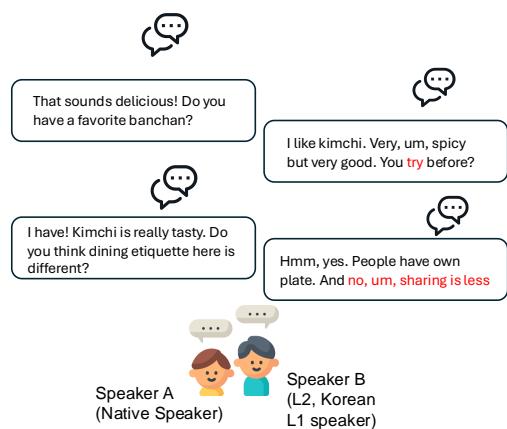 That sounds delicious! Do you
have a favorite banchan?
I like kimchi. Very, um, spicy
but very good. You try before?
I have! Kimchi is really tasty. Do
you think dining etiquette here is
different?
Hmm, yes. People have own
plate. And no, um, sharing is less
Speaker A
(Native Speaker)
Speaker B
(L2, Korean
L1 speaker)